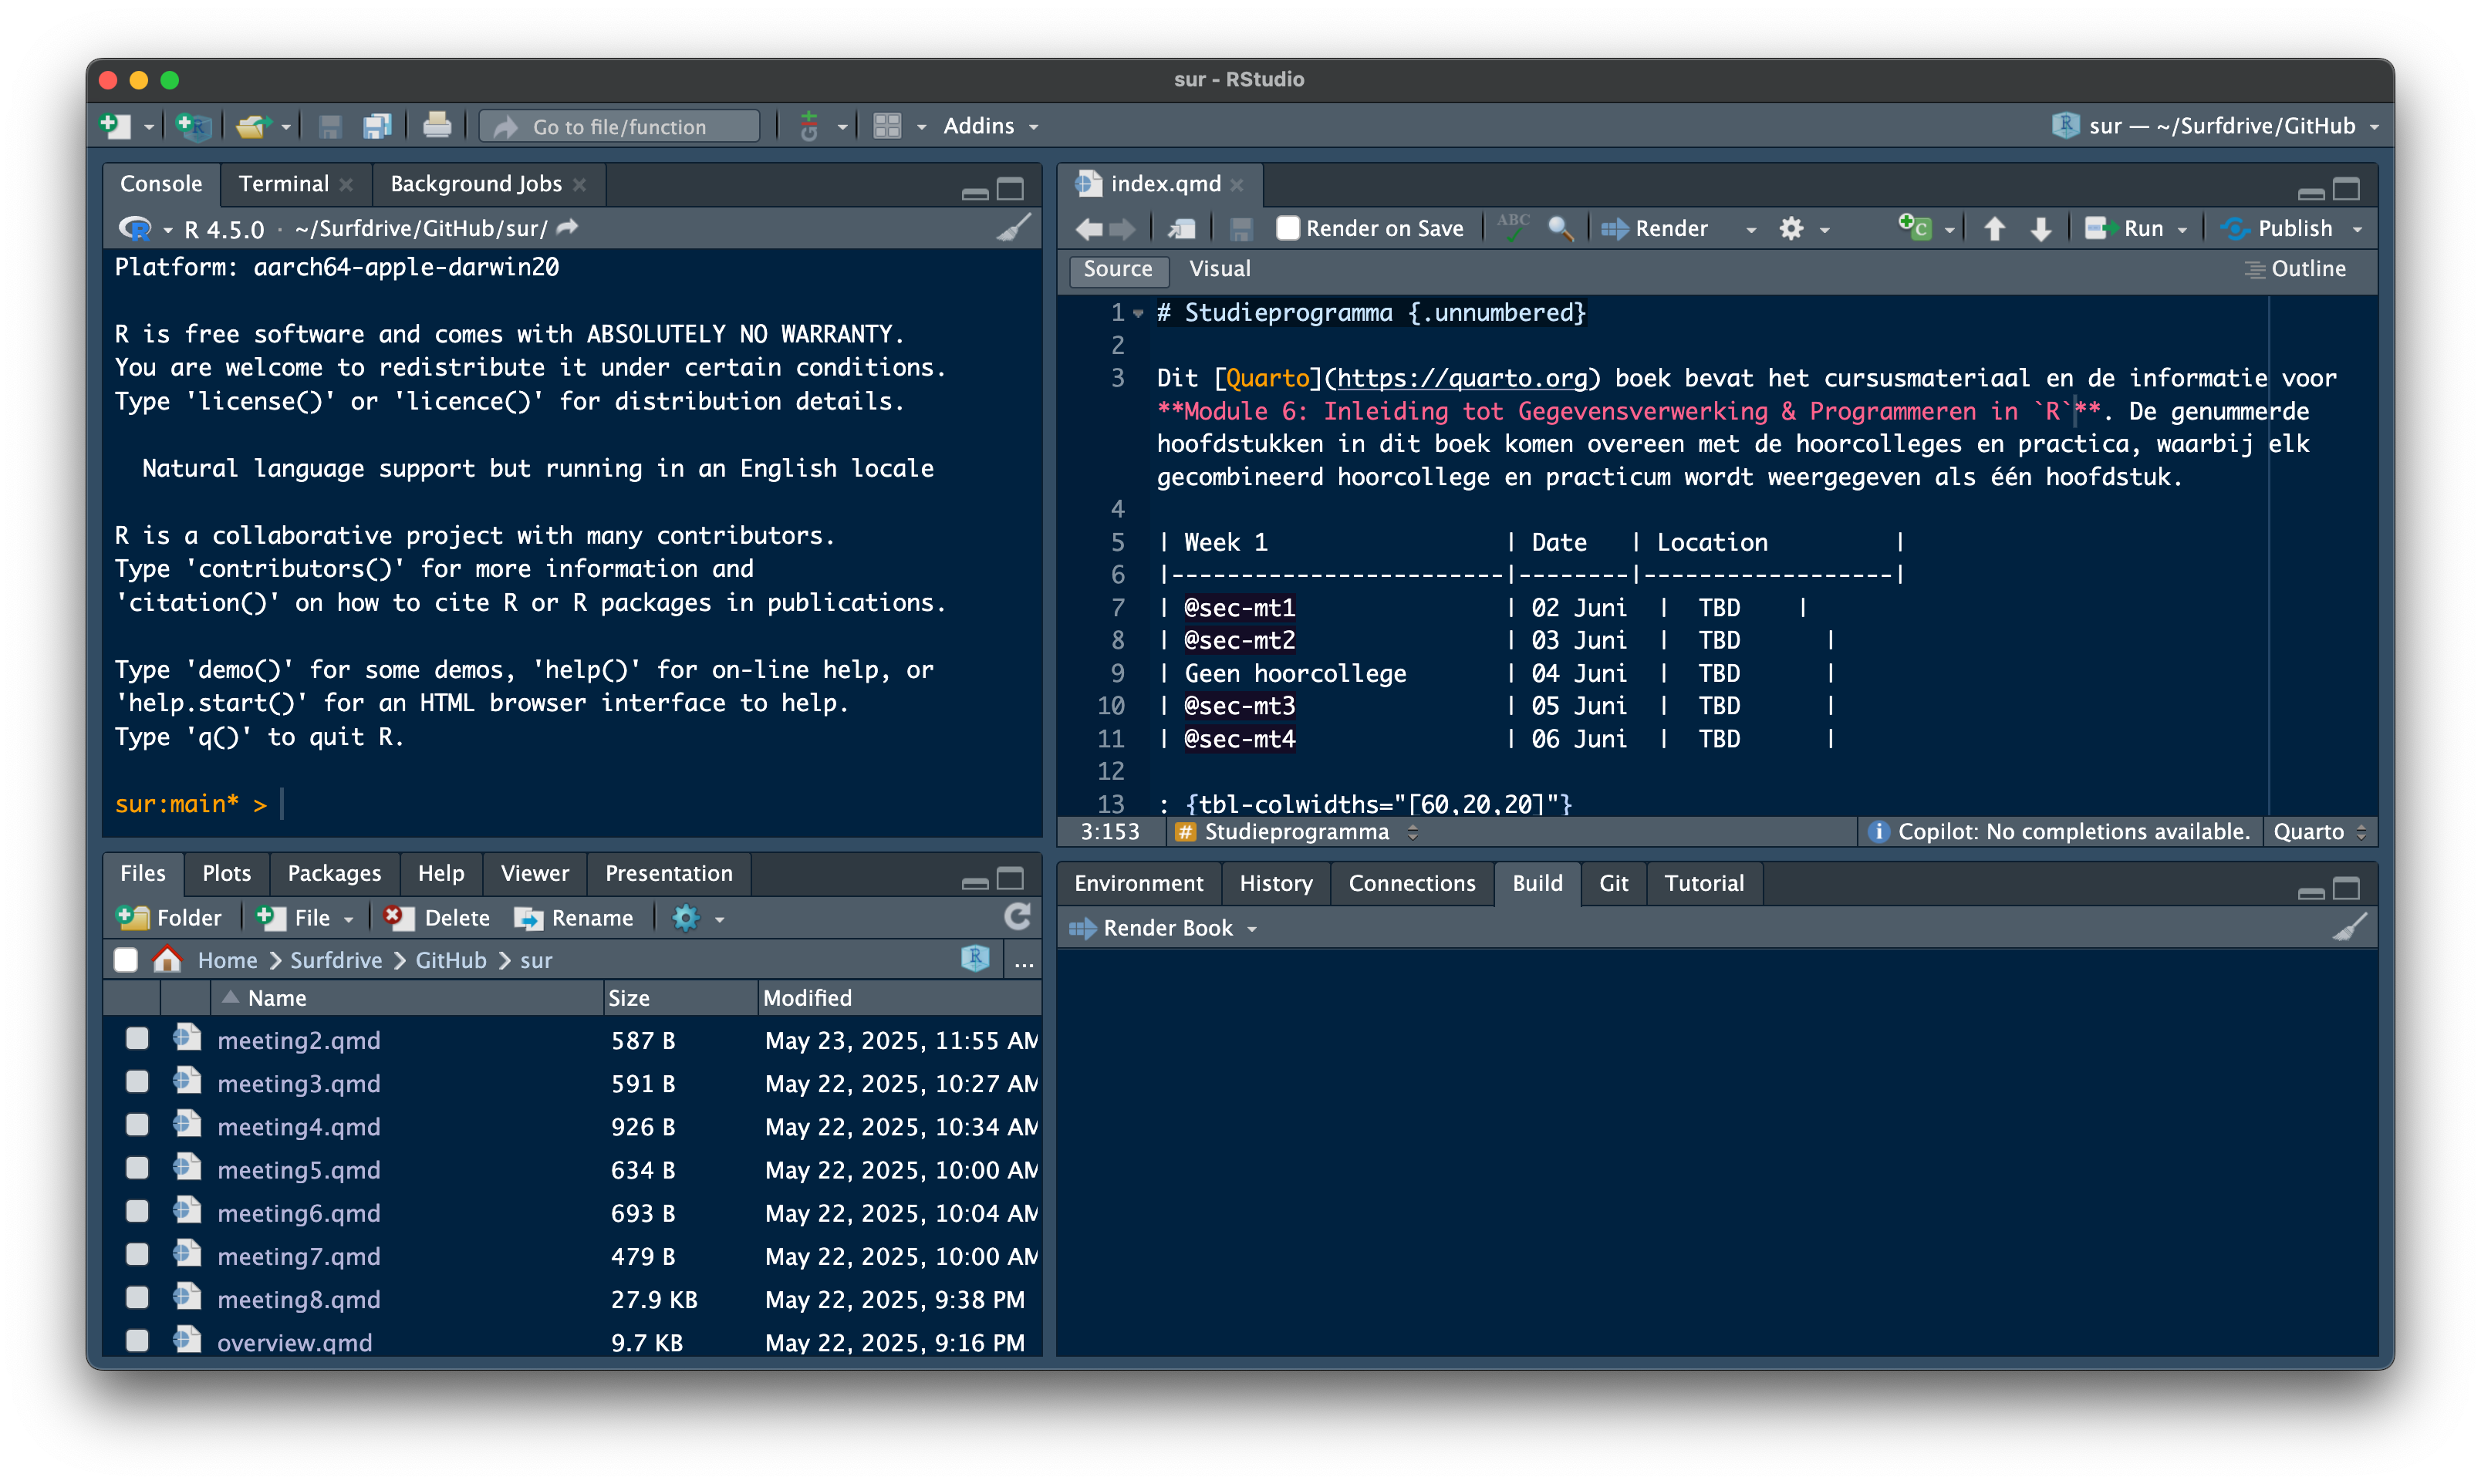 sur - RStudio
Go to file/function
Addins
sur — ~/Surfdrive/GitHub
Console
Terminal
Background Jobs
R 4.5.0 · ~/Surfdrive/GitHub/sur/
Platform: aarch64-apple-darwin20
R is free software and comes with ABSOLUTELY NO WARRANTY.
You are welcome to redistribute it under certain conditions.
Type 'license()' or 'licence()' for distribution details.
Natural language support but running in an English locale
R is a collaborative project with many contributors.
Type 'contributors()' for more information and
'citation()' on how to cite R or R packages in publications.
Type 'demo()' for some demos, 'help()' for on-line help, or
'help.start()' for an HTML browser interface to help.
Type 'q()' to quit R.
sur:main* >
index.qmd
Render on Save
ABC
Render
Run
Publish
Source
Visual
Outline
1 # Studieprogramma {.unnumbered}
2
3 Dit [Quarto](https://quarto.org) boek bevat het cursusmateriaal en de informatie voor
**Module 6: Inleiding tot Gegevensverwerking & Programmeren in `R`**. De genummerde
hoofdstukken in dit boek komen overeen met de hoorcolleges en practica, waarbij elk
gecombineerd hoorcollege en practicum wordt weergegeven als één hoofdstuk.
4
5 | Week 1 | Date | Location |
6 |------------------------|--------|------------------|
7 | @sec-mt1 | 02 Juni | TBD |
8 | @sec-mt2 | 03 Juni | TBD |
9 | Geen hoorcollege | 04 Juni | TBD |
10 | @sec-mt3 | 05 Juni | TBD |
11 | @sec-mt4 | 06 Juni | TBD |
12
13 : {tbl-colwidths="[60,20,20]"}
3:153
# Studieprogramma
Copilot: No completions available.
Quarto
Files
Plots
Packages
Help
Viewer
Presentation
Folder
File
Delete
Rename
Home
Surfdrive
GitHub
sur
...
Name Size Modified
meeting2.qmd 587 B May 23, 2025, 11:55 AM
meeting3.qmd 591 B May 22, 2025, 10:27 AM
meeting4.qmd 926 B May 22, 2025, 10:34 AM
meeting5.qmd 634 B May 22, 2025, 10:00 AM
meeting6.qmd 693 B May 22, 2025, 10:04 AM
meeting7.qmd 479 B May 22, 2025, 10:00 AM
meeting8.qmd 27.9 KB May 22, 2025, 9:38 PM
overview.qmd 9.7 KB May 22, 2025, 9:16 PM
Environment
History
Connections
Build
Git
Tutorial
Render Book